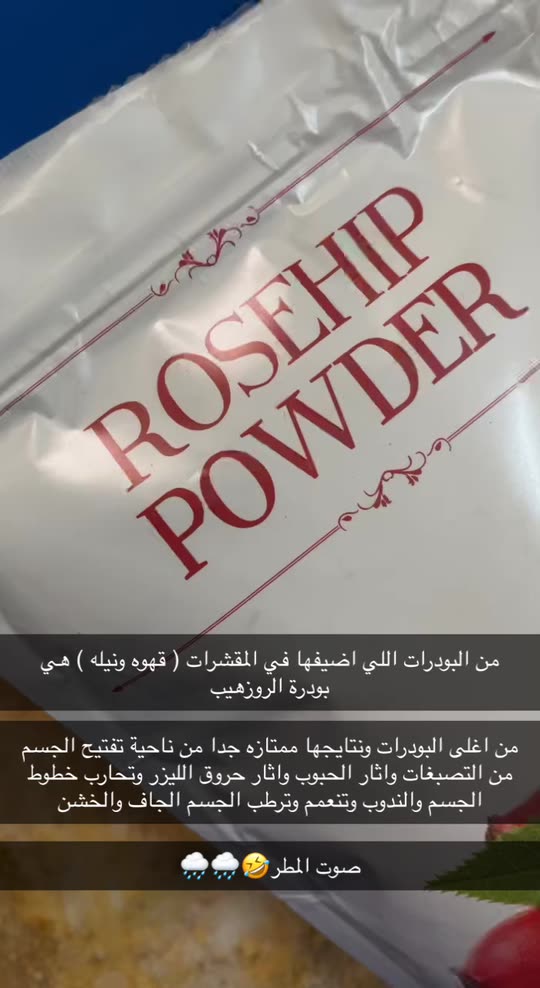 ROSEHIP
POWDER
من البودرات اللي اضيفها في المقشرات ( قهوه ونيله ) هي
بودرة الروزهيب
من اغلى البودرات ونتايجها ممتازه جدا من ناحية تفتيح الجسم
من التصبغات واثار الحبوب واثار حروق الليزر وتحارب خطوط
الجسم والندوب وتنعمم وترطب الجسم الجاف والخشن
صوت المطر🤣🌧🌧